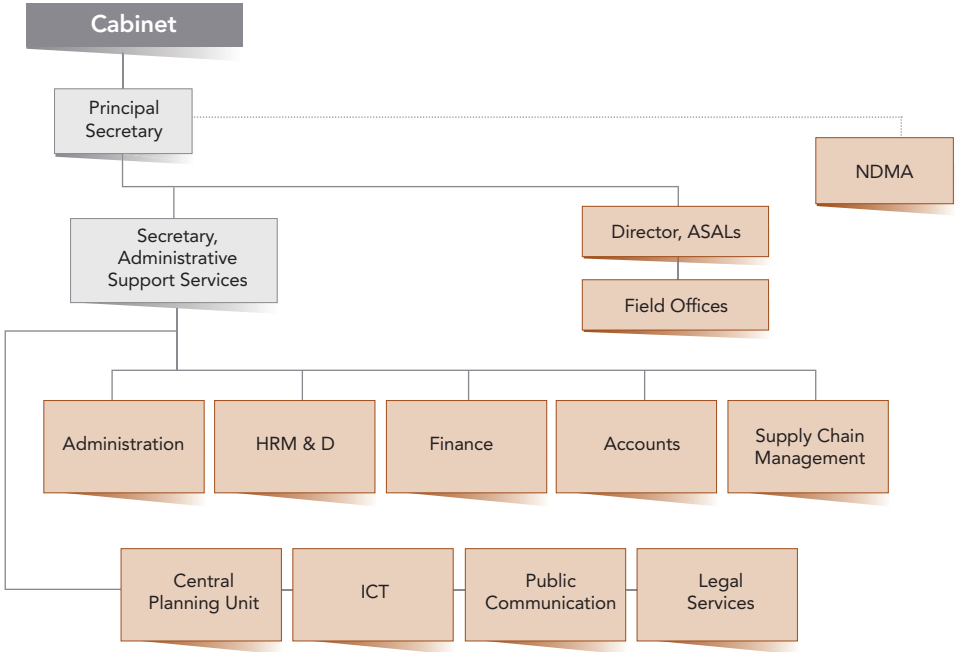 Cabinet
Principal
Secretary
NDMA
Secretary,
Administrative
Support Services
Director, ASALs
Field Offices
Administration
HRM & D
Finance
Accounts
Supply Chain
Management
Central
Planning Unit
ICT
Public
Communication
Legal
Services